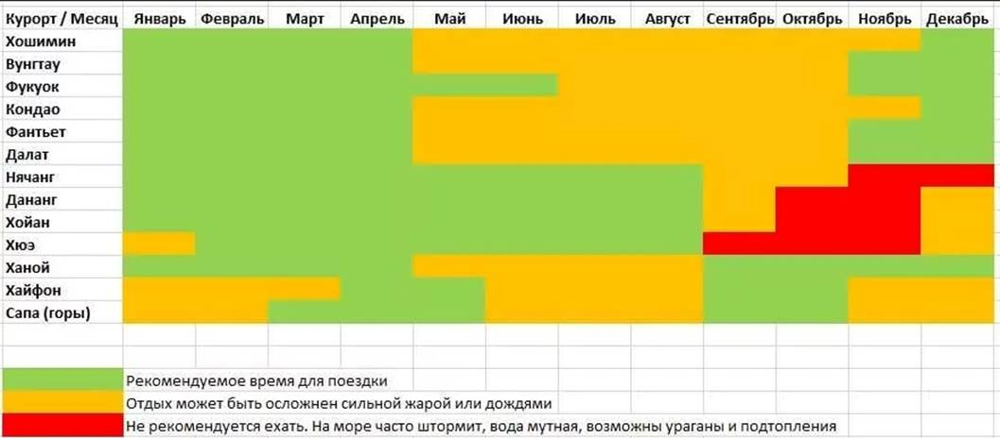 Курорт / Месяц Январь Февраль Март Апрель Май Июнь Июль Август Сентябрь Октябрь Ноябрь Декабрь
Хошимин
Вунгтау
Фукуок
Кондао
Фантьет
Далат
Нячанг
Дананг
Хойан
Хюэ
Ханой
Хайфон
Сапа (горы)
Рекомендуемое время для поездки
Отдых может быть осложнен сильной жарой или дождями
Не рекомендуется ехать. На море часто штормит, вода мутная, возможны ураганы и подтопления